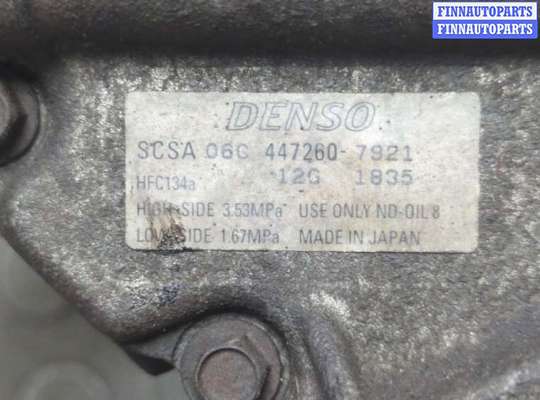 FINNAUTOPARTS
FINNAUTOPARTS
DENSO
SCSA 06C 447260-7921
HFC134a 12G 1835
HIGH-SIDE 3.53MPa USE ONLY ND-OIL 8
LOW-SIDE 1.67MPa MADE IN JAPAN